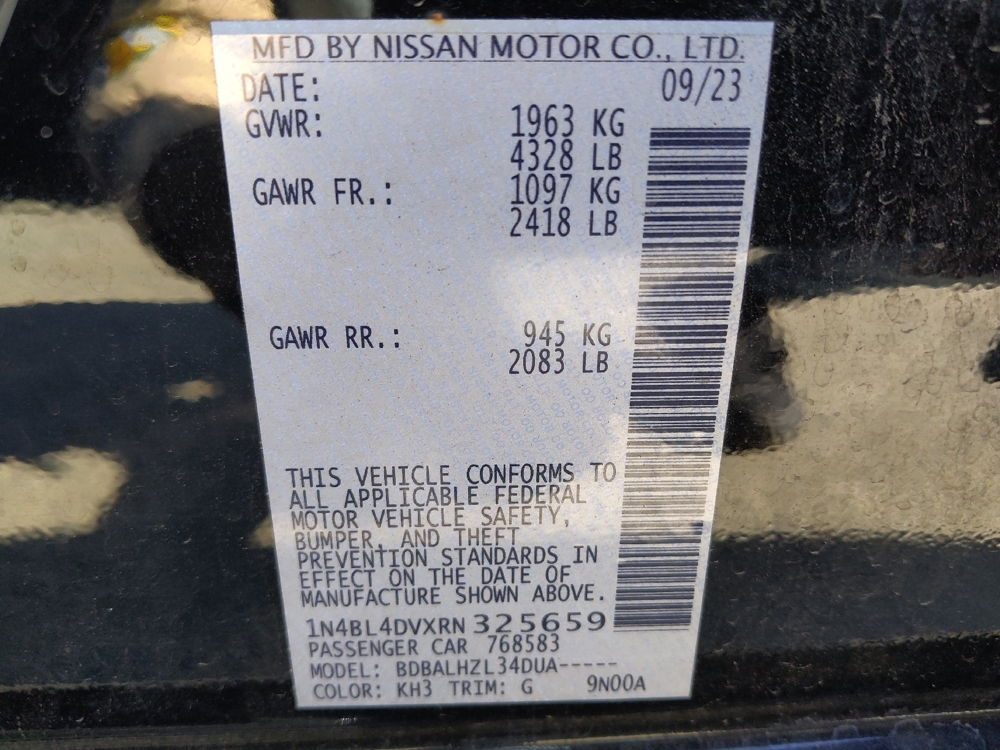 MFD BY NISSAN MOTOR CO., LTD.
DATE: 09/23
GVWR: 1963 KG
4328 LB
GAWR FR.: 1097 KG
2418 LB
GAWR RR.: 945 KG
2083 LB
THIS VEHICLE CONFORMS TO
ALL APPLICABLE FEDERAL
MOTOR VEHICLE SAFETY,
BUMPER, AND THEFT
PREVENTION STANDARDS IN
EFFECT ON THE DATE OF
MANUFACTURE SHOWN ABOVE.
1N4BL4DVXRN 325659
PASSENGER CAR 768583
MODEL: BDBALHZL34DUA-----
COLOR: KH3 TRIM: G 9N00A